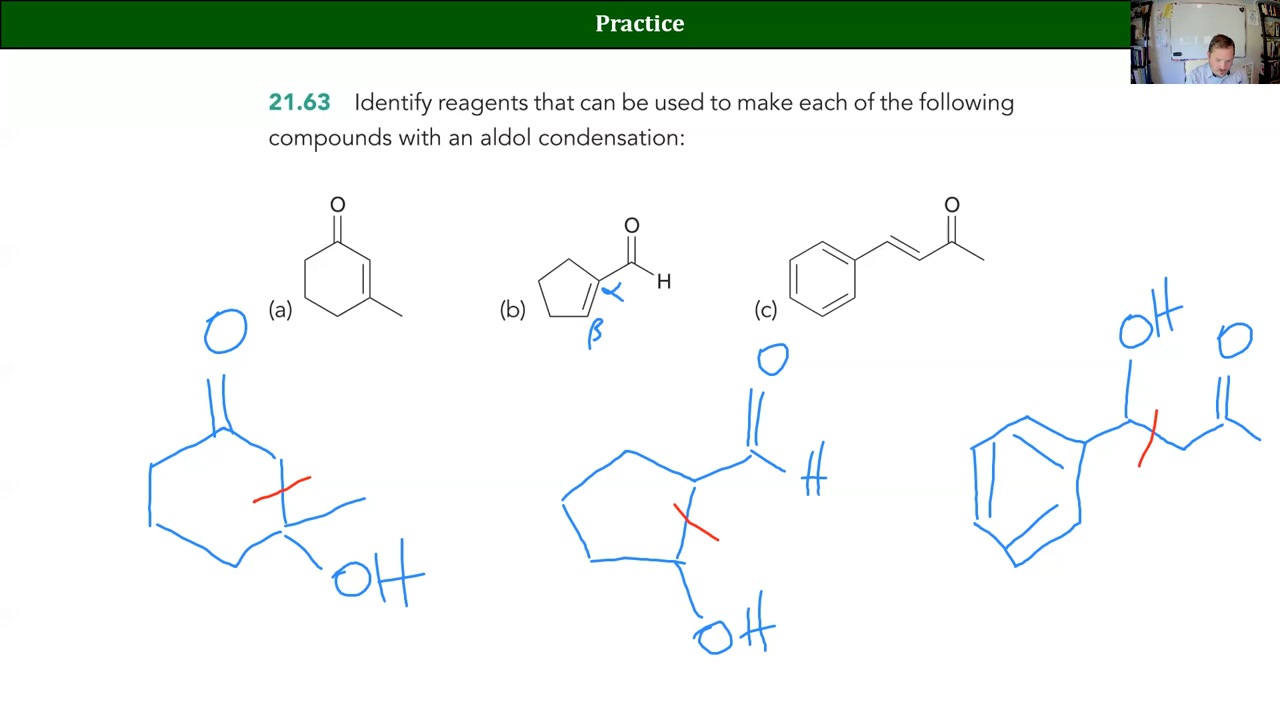 Practice
21.63 Identify reagents that can be used to make each of the following
compounds with an aldol condensation:
O
O
H
O
(a)
(b)
(c)
α
β
O
OH
O
H
OH
OH
O